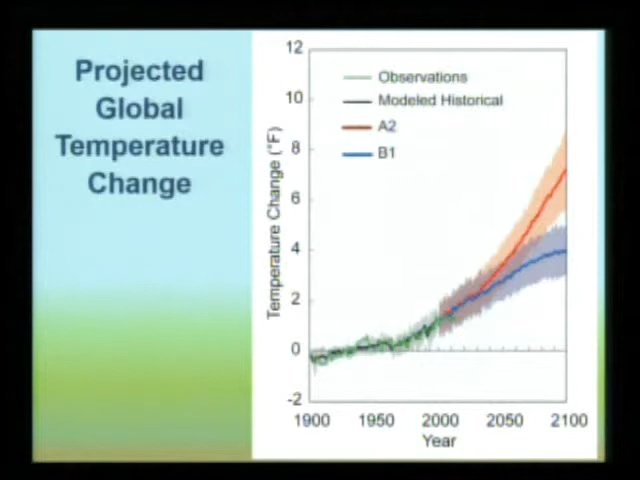 Projected
Global
Temperature
Change
12
10
8
6
4
2
0
-2
Temperature Change (°F)
Observations
Modeled Historical
A2
B1
1900
1950
2000
2050
2100
Year